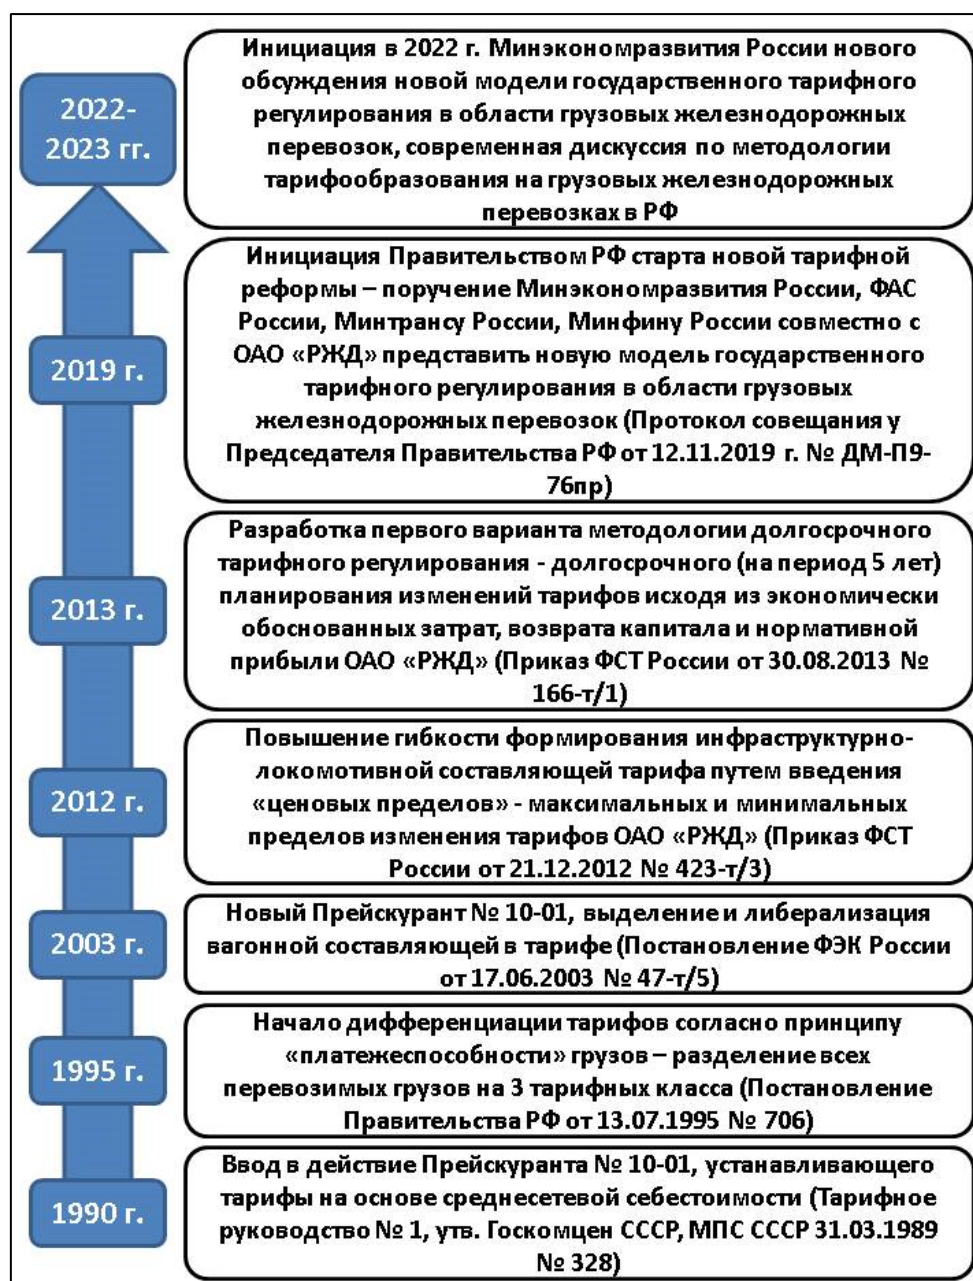 2022-
2023 гг.
Инициация в 2022 г. Минэкономразвития России нового
обсуждения новой модели государственного тарифного
регулирования в области грузовых железнодорожных
перевозок, современная дискуссия по методологии
тарифообразования на грузовых железнодорожных
перевозках в РФ
2019 г.
Инициация Правительством РФ старта новой тарифной
реформы – поручение Минэкономразвития России, ФАС
России, Минтрансу России, Минфину России совместно с
ОАО «РЖД» представить новую модель государственного
тарифного регулирования в области грузовых
железнодорожных перевозок (Протокол совещания у
Председателя Правительства РФ от 12.11.2019 г. № ДМ-П9-
76пр)
2013 г.
Разработка первого варианта методологии долгосрочного
тарифного регулирования - долгосрочного (на период 5 лет)
планирования изменений тарифов исходя из экономически
обоснованных затрат, возврата капитала и нормативной
прибыли ОАО «РЖД» (Приказ ФСТ России от 30.08.2013 №
166-т/1)
2012 г.
Повышение гибкости формирования инфраструктурно-
локомотивной составляющей тарифа путем введения
«ценовых пределов» - максимальных и минимальных
пределов изменения тарифов ОАО «РЖД» (Приказ ФСТ
России от 21.12.2012 № 423-т/3)
2003 г.
Новый Прейскурант № 10-01, выделение и либерализация
вагонной составляющей в тарифе (Постановление ФЭК России
от 17.06.2003 № 47-т/5)
1995 г.
Начало дифференциации тарифов согласно принципу
«платежеспособности» грузов – разделение всех
перевозимых грузов на 3 тарифных класса (Постановление
Правительства РФ от 13.07.1995 № 706)
1990 г.
Ввод в действие Прейскуранта № 10-01, устанавливающего
тарифы на основе среднесетевой себестоимости (Тарифное
руководство № 1, утв. Госкомцен СССР, МПС СССР 31.03.1989
№ 328)